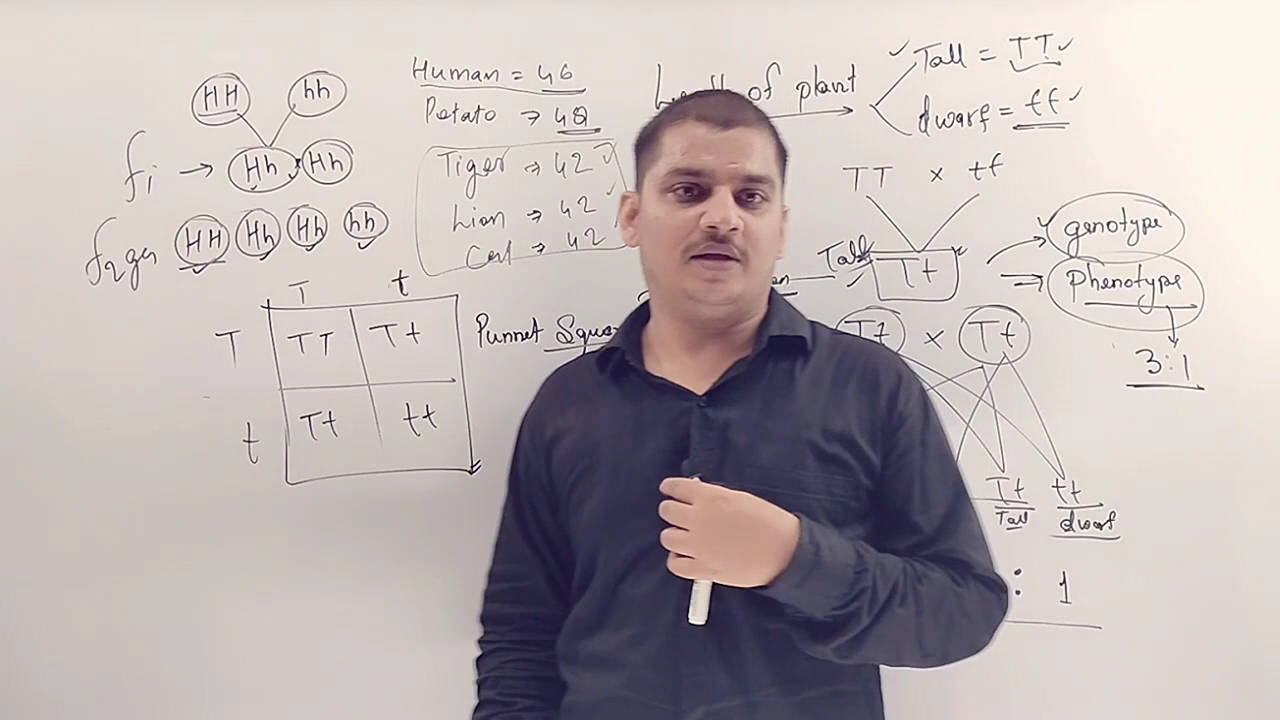 HH hh
f1 → Hh Hh
f2 gen HH Hh Hh hh
T t
T TT Tt
t Tt tt
Human = 46
Potato → 48
Tiger → 42
Lion → 42
Cat → 42
Punnet Squa
Length of plant
Tall = TT
dwarf = tt
TT × tt
Tall
Tt
genotype
Phenotype
3:1
Tt × Tt
Tt tt
Tall dwarf
: 1